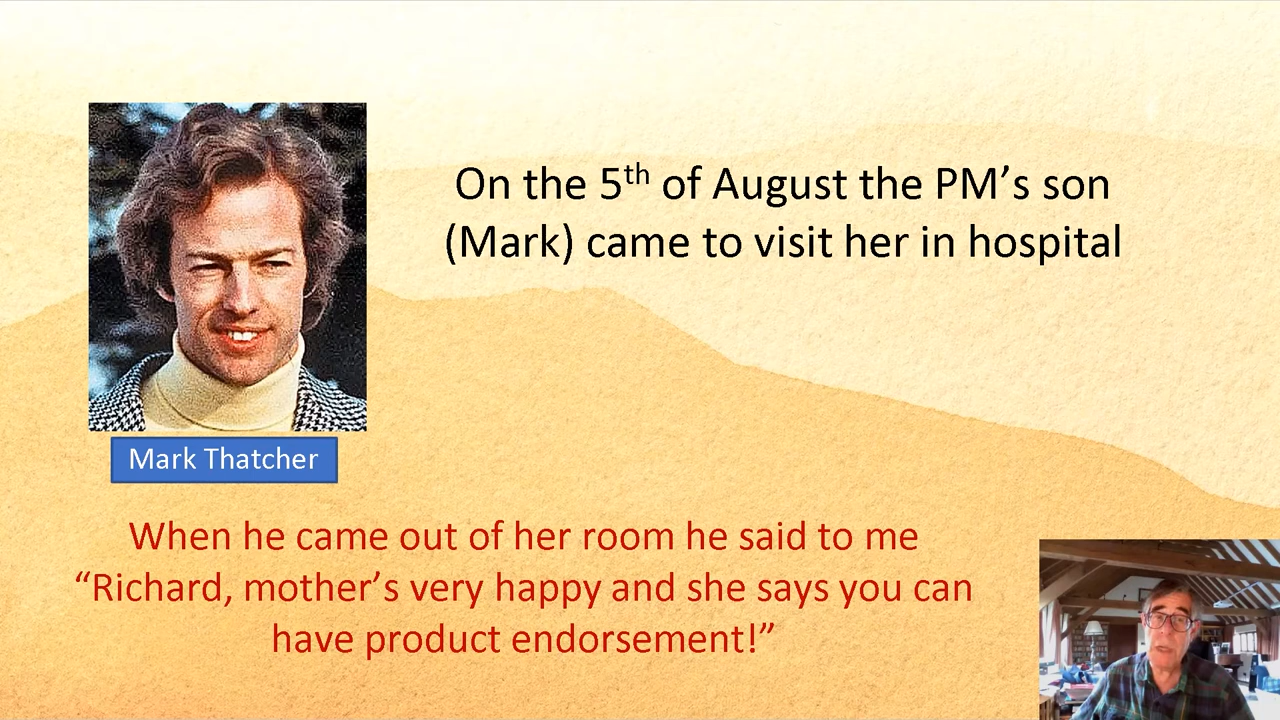 On the 5th of August the PM’s son
(Mark) came to visit her in hospital
Mark Thatcher
When he came out of her room he said to me
“Richard, mother’s very happy and she says you can
have product endorsement!”